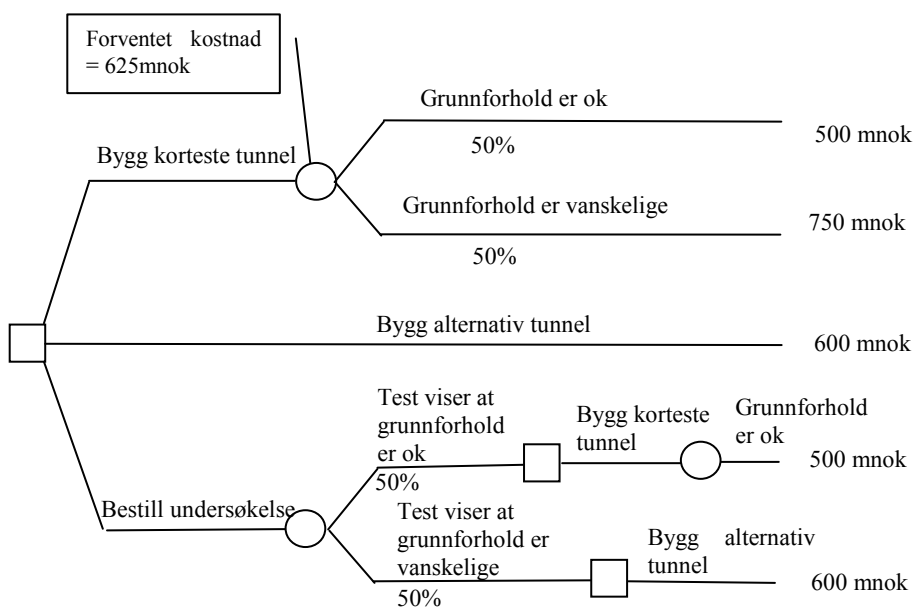 Forventet kostnad
= 625mnok
Grunnforhold er ok
50%
500 mnok
Bygg korteste tunnel
Grunnforhold er vanskelige
50%
750 mnok
Bygg alternativ tunnel
600 mnok
Test viser at
grunnforhold
er ok
50%
Bygg korteste
tunnel
Grunnforhold
er ok
500 mnok
Bestill undersøkelse
Test viser at
grunnforhold er
vanskelige
50%
Bygg alternativ
tunnel
600 mnok